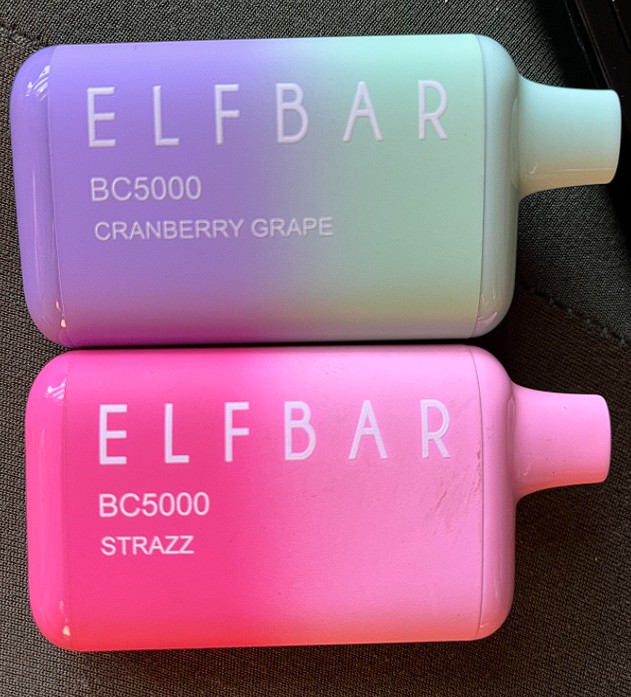 ELFBAR
BC5000
CRANBERRY GRAPE
ELFBAR
BC5000
STRAZZ